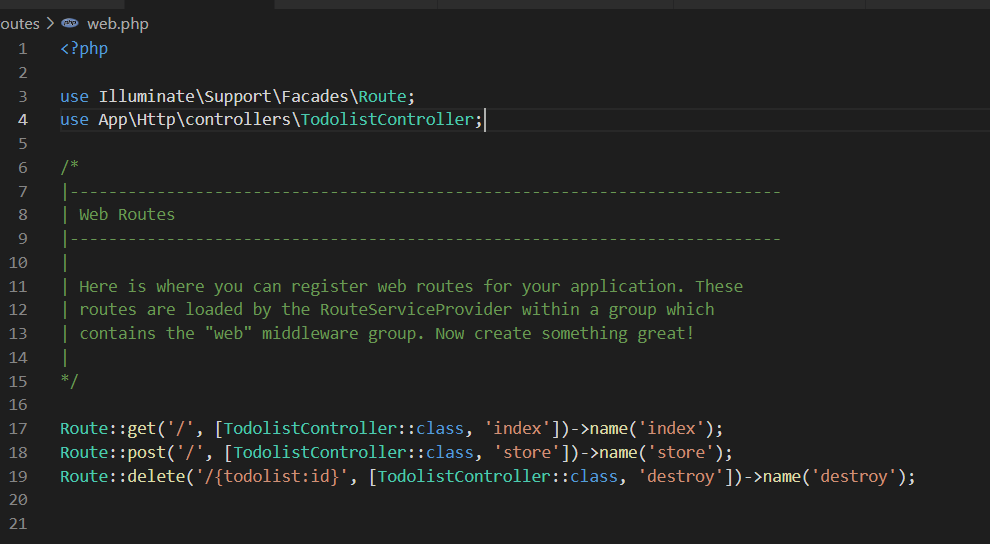 outes > web.php
1 <?php
2
3 use Illuminate\Support\Facades\Route;
4 use App\Http\controllers\TodolistController;
5
6 /*
7 |--------------------------------------------------------------------------
8 | Web Routes
9 |--------------------------------------------------------------------------
10 |
11 | Here is where you can register web routes for your application. These
12 | routes are loaded by the RouteServiceProvider within a group which
13 | contains the "web" middleware group. Now create something great!
14 |
15 */
16
17 Route::get('/', [TodolistController::class, 'index'])->name('index');
18 Route::post('/', [TodolistController::class, 'store'])->name('store');
19 Route::delete('/{todolist:id}', [TodolistController::class, 'destroy'])->name('destroy');
20
21